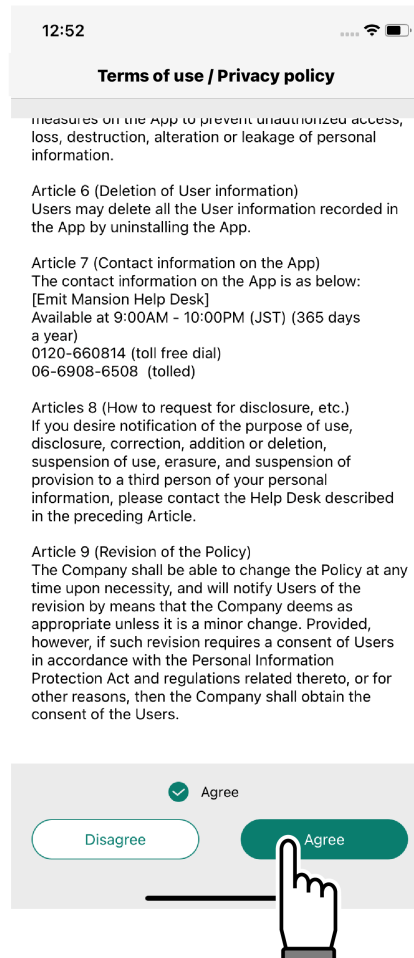 12:52
Terms of use / Privacy policy
measures on the App to prevent unauthorized access,
loss, destruction, alteration or leakage of personal
information.
Article 6 (Deletion of User information)
Users may delete all the User information recorded in
the App by uninstalling the App.
Article 7 (Contact information on the App)
The contact information on the App is as below:
[Emit Mansion Help Desk]
Available at 9:00AM - 10:00PM (JST) (365 days
a year)
0120-660814 (toll free dial)
06-6908-6508  (tolled)
Articles 8 (How to request for disclosure, etc.)
If you desire notification of the purpose of use,
disclosure, correction, addition or deletion,
suspension of use, erasure, and suspension of
provision to a third person of your personal
information, please contact the Help Desk described
in the preceding Article.
Article 9 (Revision of the Policy)
The Company shall be able to change the Policy at any
time upon necessity, and will notify Users of the
revision by means that the Company deems as
appropriate unless it is a minor change. Provided,
however, if such revision requires a consent of Users
in accordance with the Personal Information
Protection Act and regulations related thereto, or for
other reasons, then the Company shall obtain the
consent of the Users.
Agree
Disagree
Agree